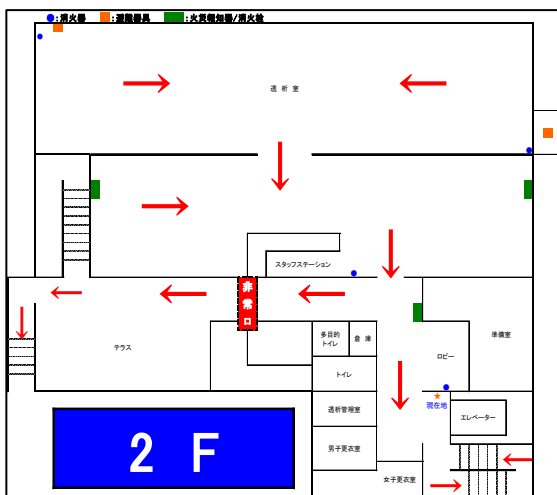 ●:消火器 ■:避難器具 ■:火災報知器/消火栓
透 析 室
スタッフステーション
非常口
多目的
トイレ
倉 庫
準備室
テラス
ロビー
トイレ
現在地
透析管理室
エレベーター
男子更衣室
女子更衣室
2 F